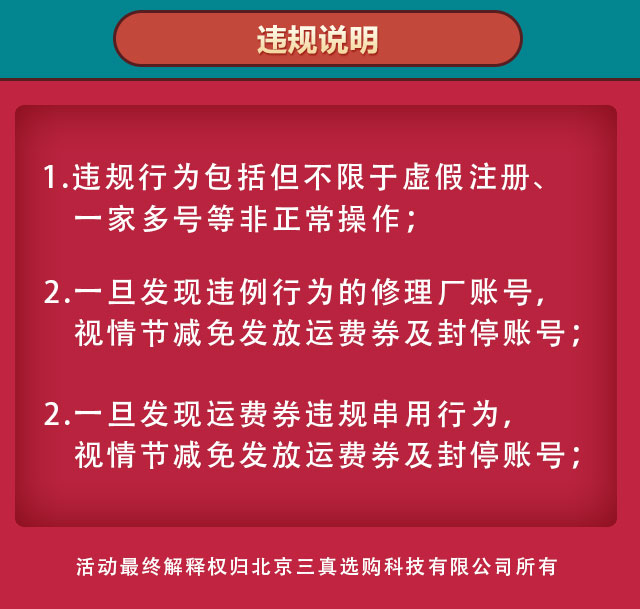 违规说明
1.违规行为包括但不限于虚假注册、
一家多号等非正常操作；
2.一旦发现违例行为的修理厂账号，
视情节减免发放运费券及封停账号；
2.一旦发现运费券违规串用行为，
视情节减免发放运费券及封停账号；
活动最终解释权归北京三真选购科技有限公司所有